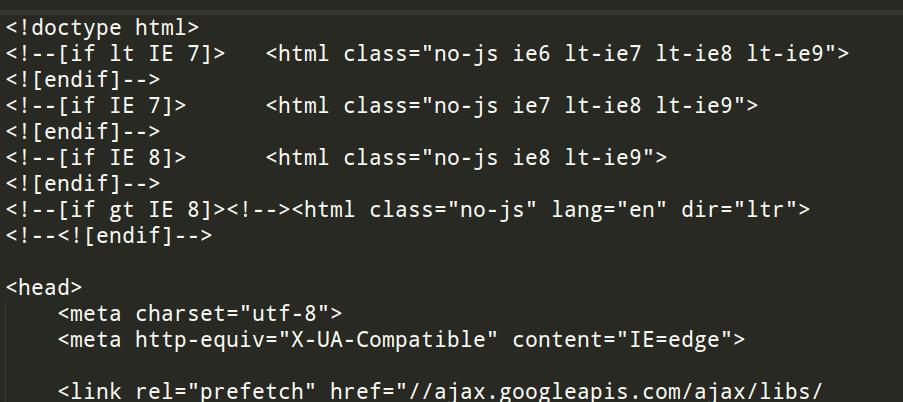 <!doctype html>
<!--[if lt IE 7]>   <html class="no-js ie6 lt-ie7 lt-ie8 lt-ie9">
<![endif]-->
<!--[if IE 7]>      <html class="no-js ie7 lt-ie8 lt-ie9">
<![endif]-->
<!--[if IE 8]>      <html class="no-js ie8 lt-ie9">
<![endif]-->
<!--[if gt IE 8]><!--><html class="no-js" lang="en" dir="ltr">
<!--<![endif]-->
<head>
    <meta charset="utf-8">
    <meta http-equiv="X-UA-Compatible" content="IE=edge">
    <link rel="prefetch" href="//ajax.googleapis.com/ajax/libs/